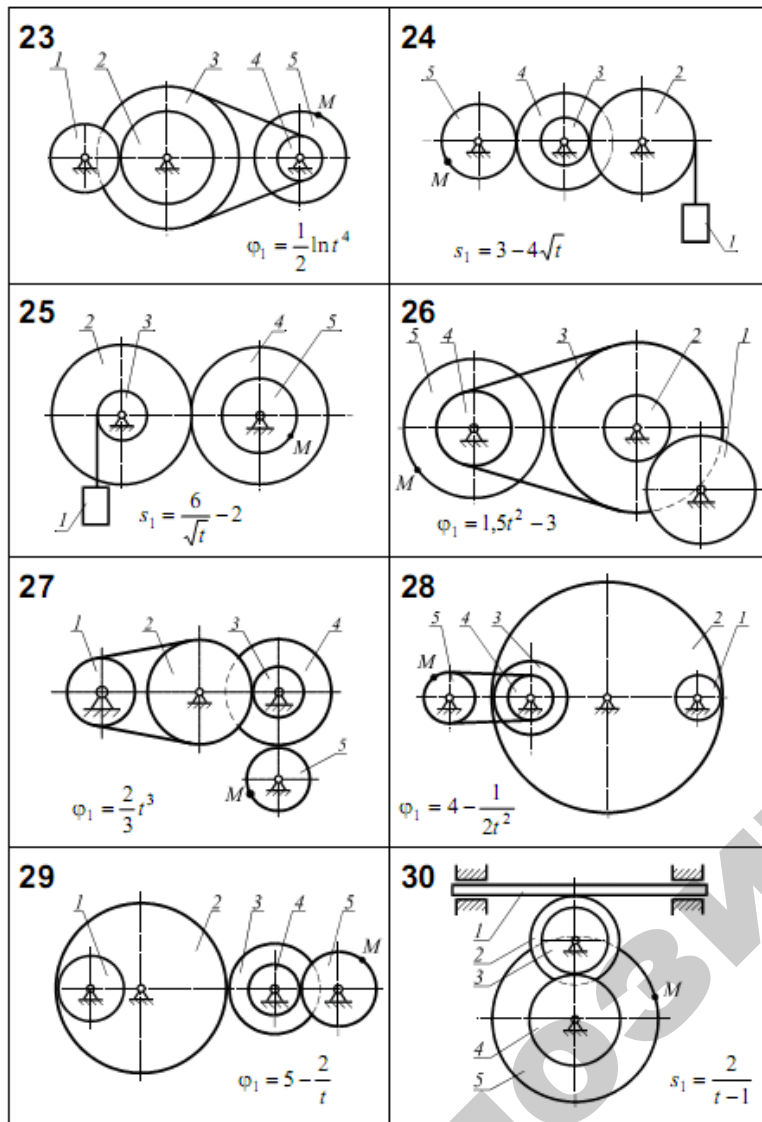 23
1 2 3 4 5 M
φ₁ = 1/2 ln t⁴
24
5 4 3 2
M
1
s₁ = 3 − 4√t
25
2 3 4 5
M
1
s₁ = 6/√t − 2
26
5 4 3 2 1
M
φ₁ = 1,5t² − 3
27
1 2 3 4
5
M
φ₁ = 2/3 t³
28
5 4 3 2 1
M
φ₁ = 4 − 1/2t²
29
1 2 3 4 5
M
φ₁ = 5 − 2/t
30
1
2
3
M
4
5
s₁ = 2/t − 1